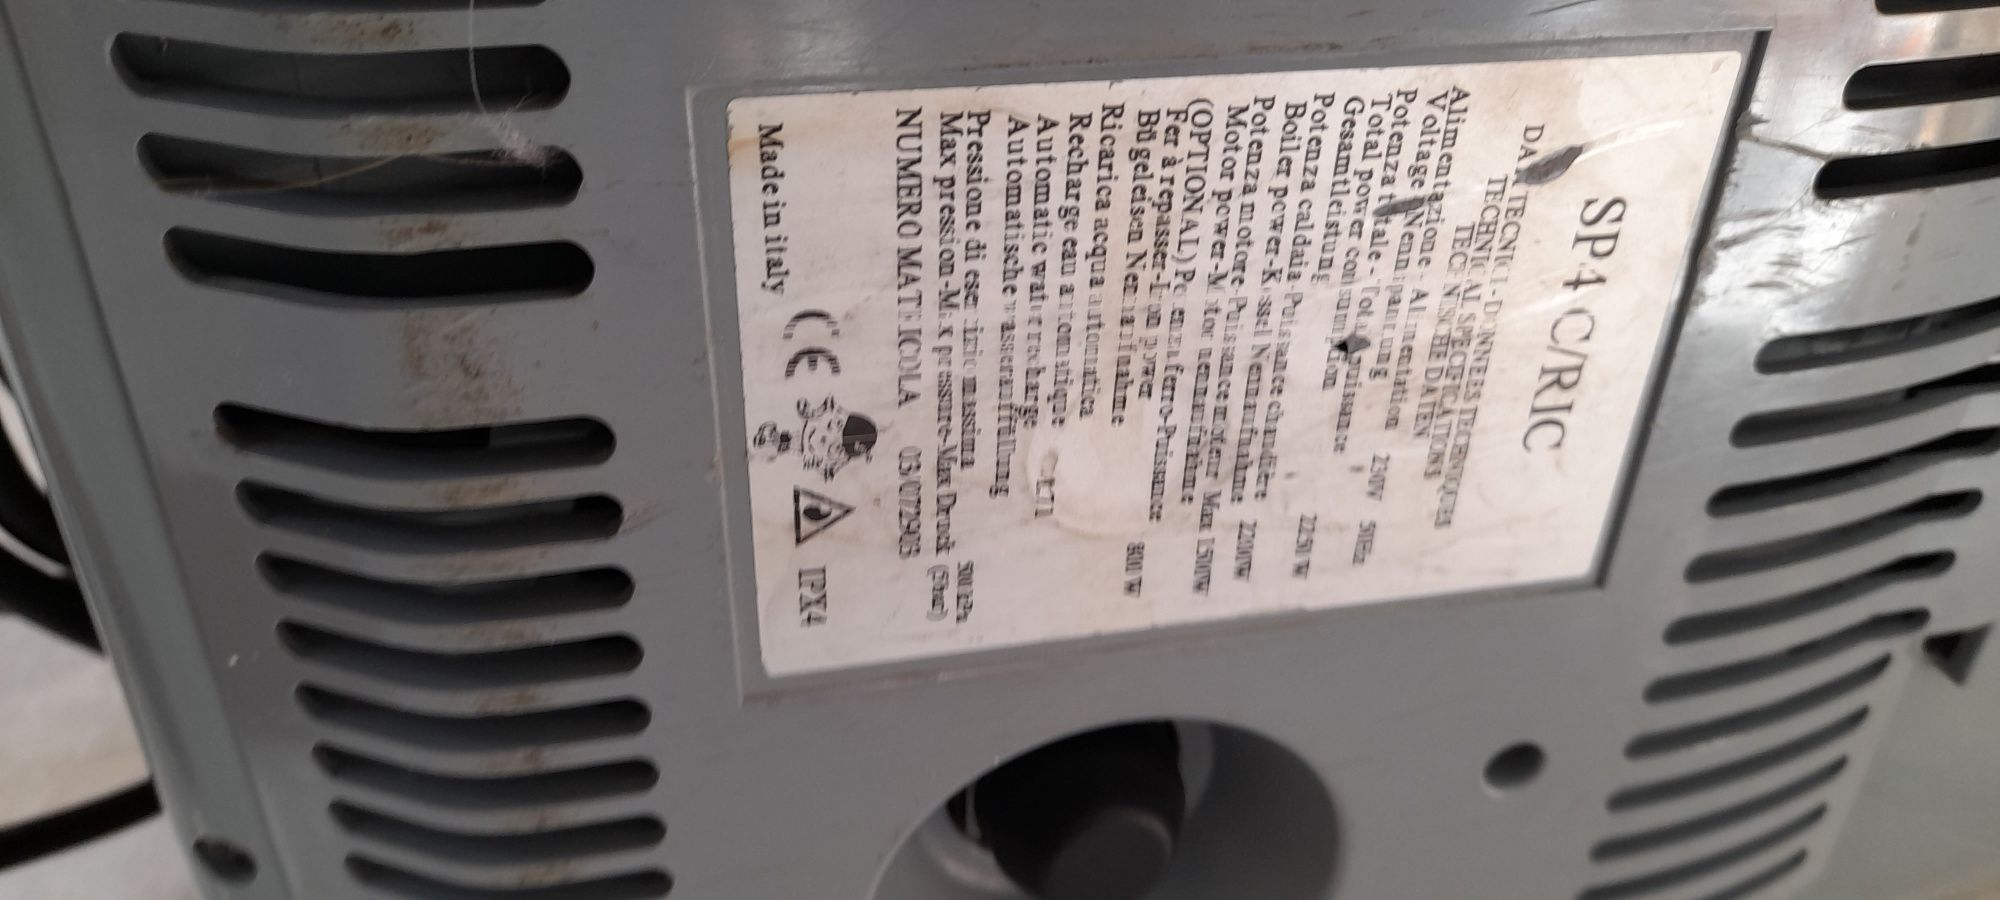 SP4 C/RIC
TECNICI - DONNEES TECHNIQUES
TECHNICAL SPECIFICATIONS
TECHNISCHE DATEN
Alimentazione - Alimentation 230V 50Hz
Voltage Nennspannung
Potenza totale - Total puissance
Total power consumption
Gesamtleistung
Potenza caldaia-Puissance chaudière
Boiler power-Kessel Nennaufnahme 2200W
Potenza motore-Puissance moteur Max 1500W
Motor power-Motor nennaufnahme
(OPTIONAL) Potenza ferro-Puissance
Fer à repasser-Iron power 800 W
Bügeleisen Nennaufnahme
Ricarica acqua automatica
Recharge eau automatique
Automatic water recharge
Automatische wasserauffüllung
Pressione di esercizio massima 500 kPa
Max pression-Max pressure-Max Druck (5Bar)
NUMERO MATRICOLA 03/072903
Made in italy CE IPX4